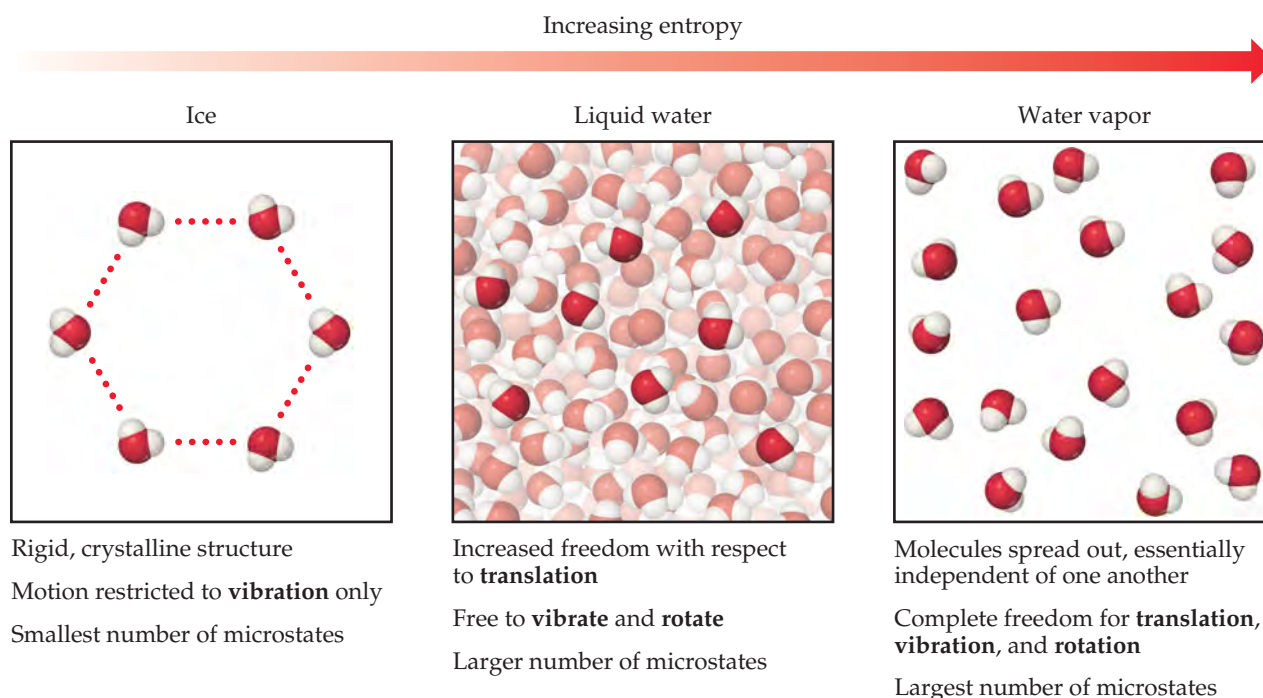 Increasing entropy
Ice
Liquid water
Water vapor
Rigid, crystalline structure
Motion restricted to vibration only
Smallest number of microstates
Increased freedom with respect
to translation
Free to vibrate and rotate
Larger number of microstates
Molecules spread out, essentially
independent of one another
Complete freedom for translation,
vibration, and rotation
Largest number of microstates